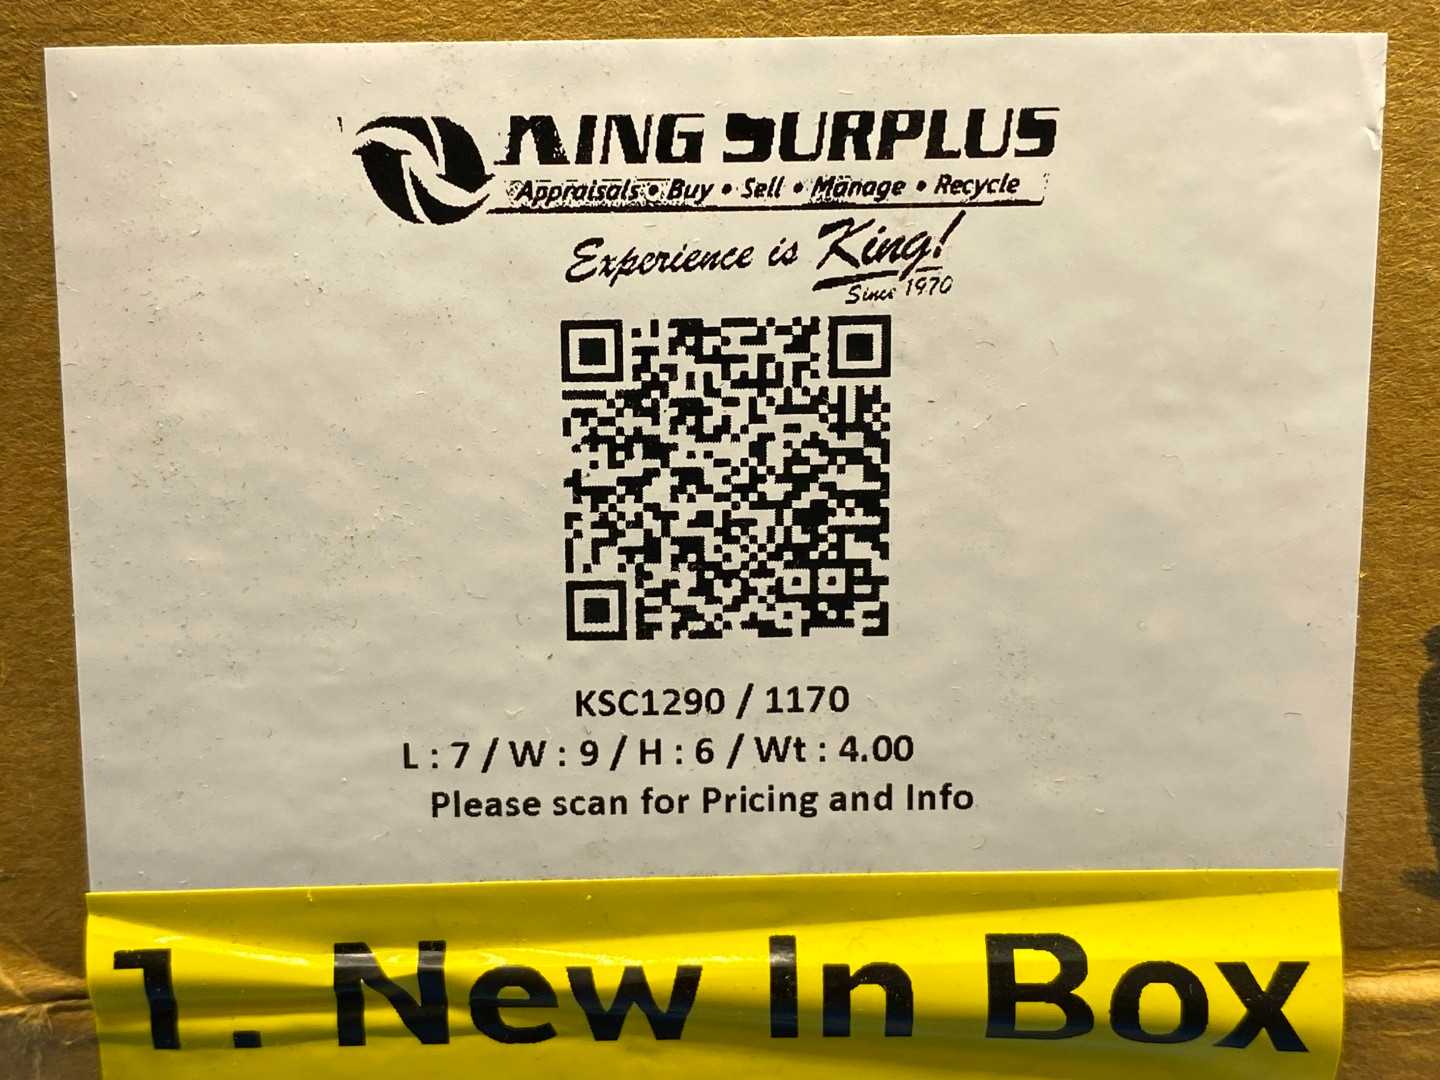 KING SURPLUS
Appraisals • Buy • Sell • Manage • Recycle
Experience is King!
Since 1970
KSC1290 / 1170
L : 7 / W : 9 / H : 6 / Wt : 4.00
Please scan for Pricing and Info
1. New In Box